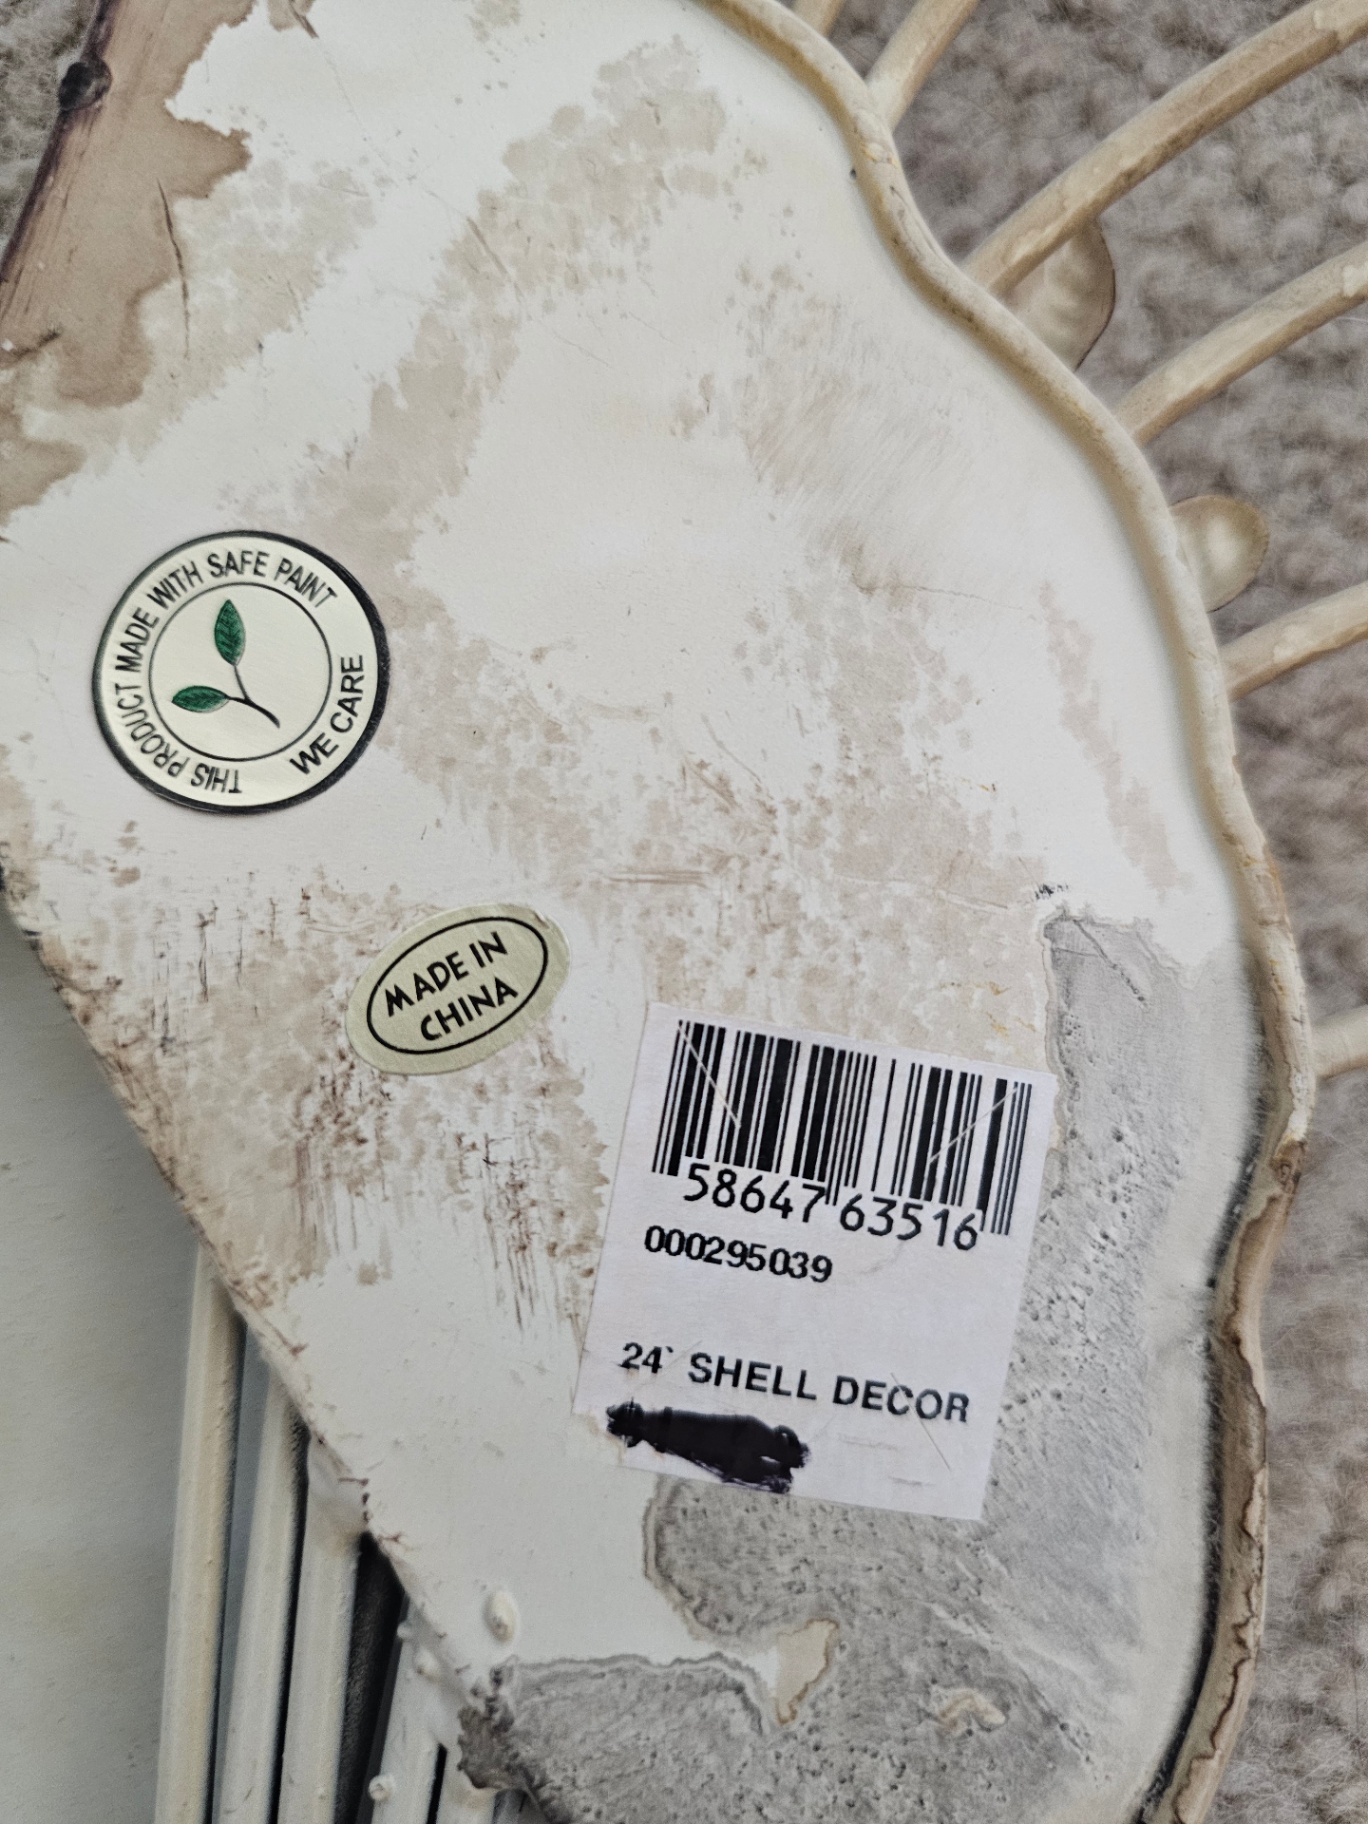 THIS PRODUCT MADE WITH SAFE PAINT
WE CARE
MADE IN
CHINA
58647 63516
000295039
24` SHELL DECOR